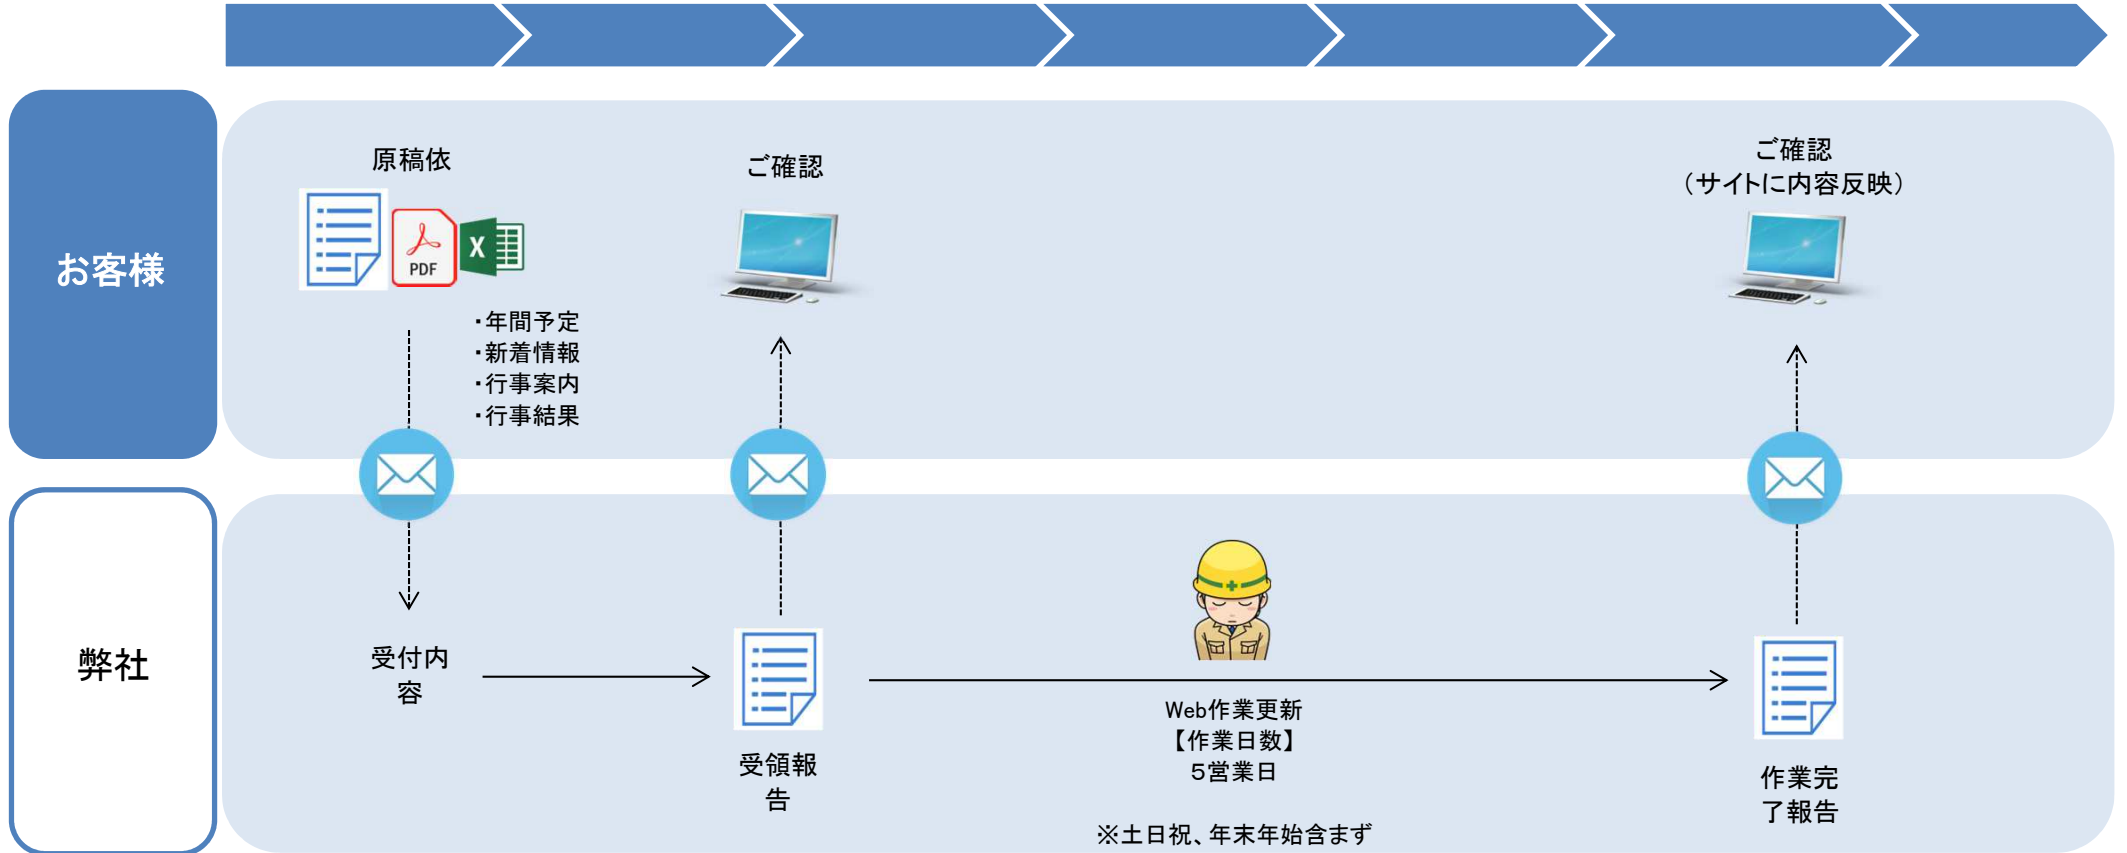 お客様
原稿依
PDF
X
・年間予定
・新着情報
・行事案内
・行事結果
ご確認
ご確認
（サイトに内容反映）
弊社
受付内
容
受領報
告
Web作業更新
【作業日数】
５営業日
※土日祝、年末年始含まず
作業完
了報告